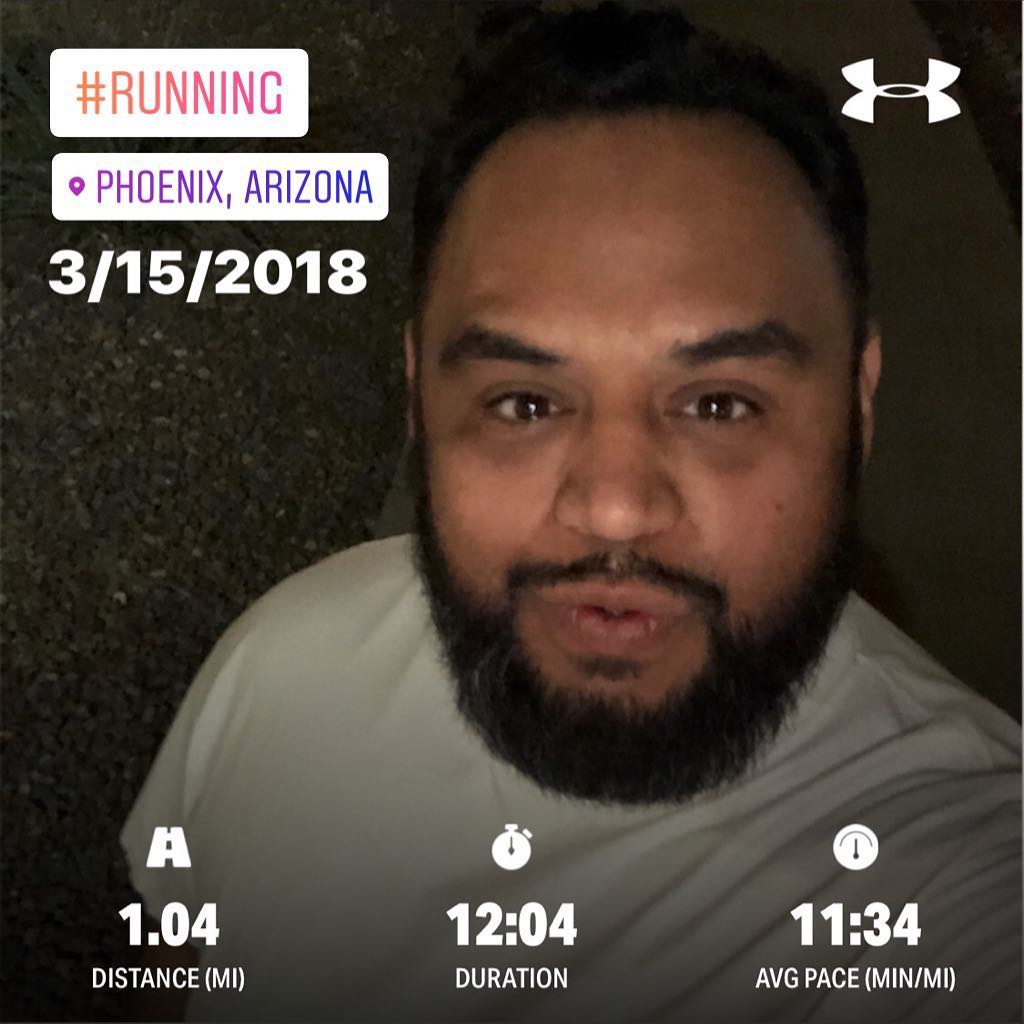 #RUNNING
PHOENIX, ARIZONA
3/15/2018
1.04
12:04
11:34
DISTANCE (MI)
DURATION
AVG PACE (MIN/MI)